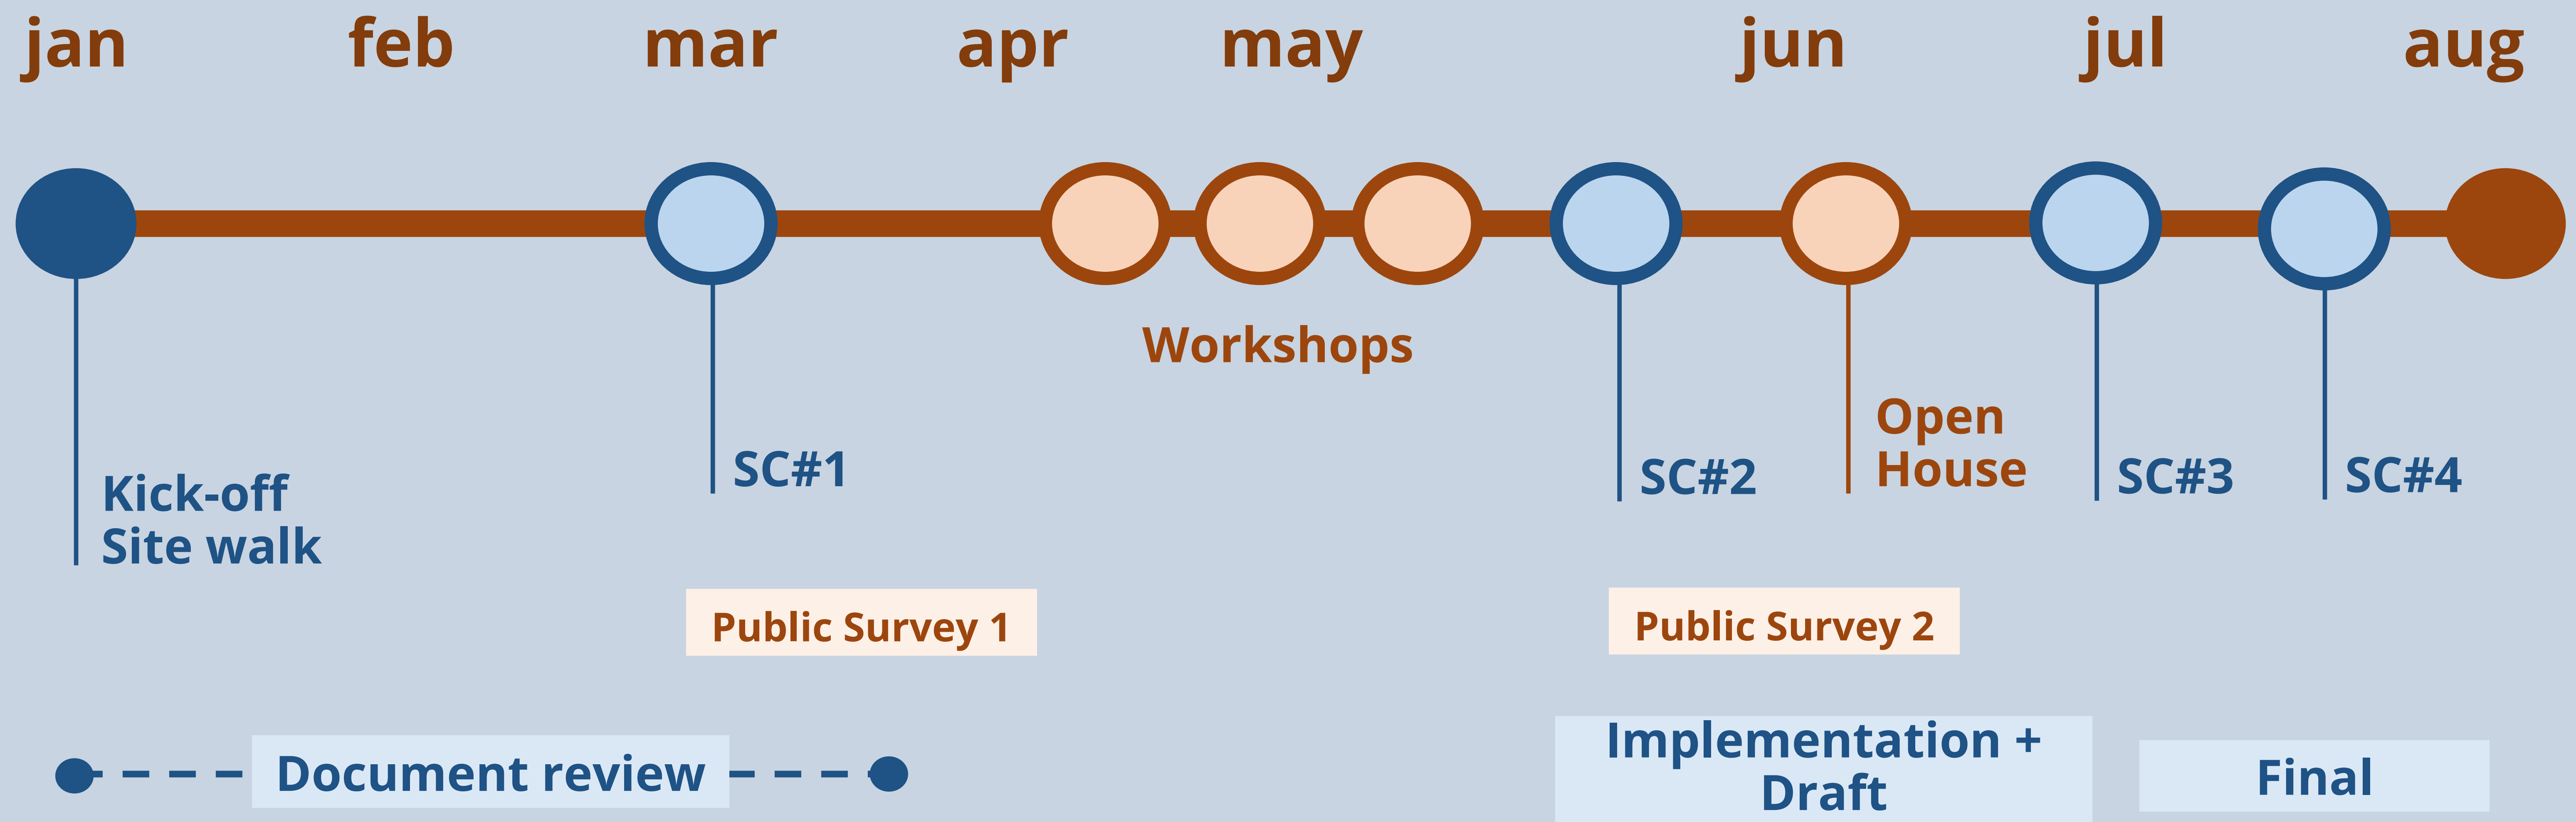 jan feb mar apr may jun jul aug
Workshops
Open
House
SC#1
SC#2
SC#3
SC#4
Kick-off
Site walk
Public Survey 1
Public Survey 2
Document review
Implementation +
Draft
Final